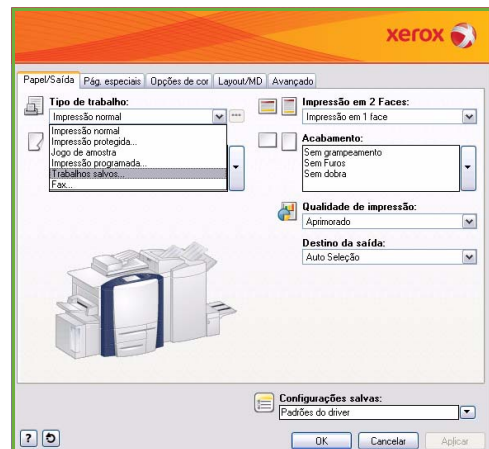 xerox
Papel/Saída Pág. especiais Opções de cor Layout/MD Avançado
Tipo de trabalho:
Impressão normal
Impressão normal
Impressão protegida...
Jogo de amostra
Impressão programada...
Trabalhos salvos...
Fax...
Impressão em 2 Faces:
Impressão em 1 face
Acabamento:
Sem grampeamento
Sem Furos
Sem dobra
Qualidade de impressão:
Aprimorado
Destino da saída:
Auto Seleção
Configurações salvas:
Padrões do driver
? OK Cancelar Aplicar